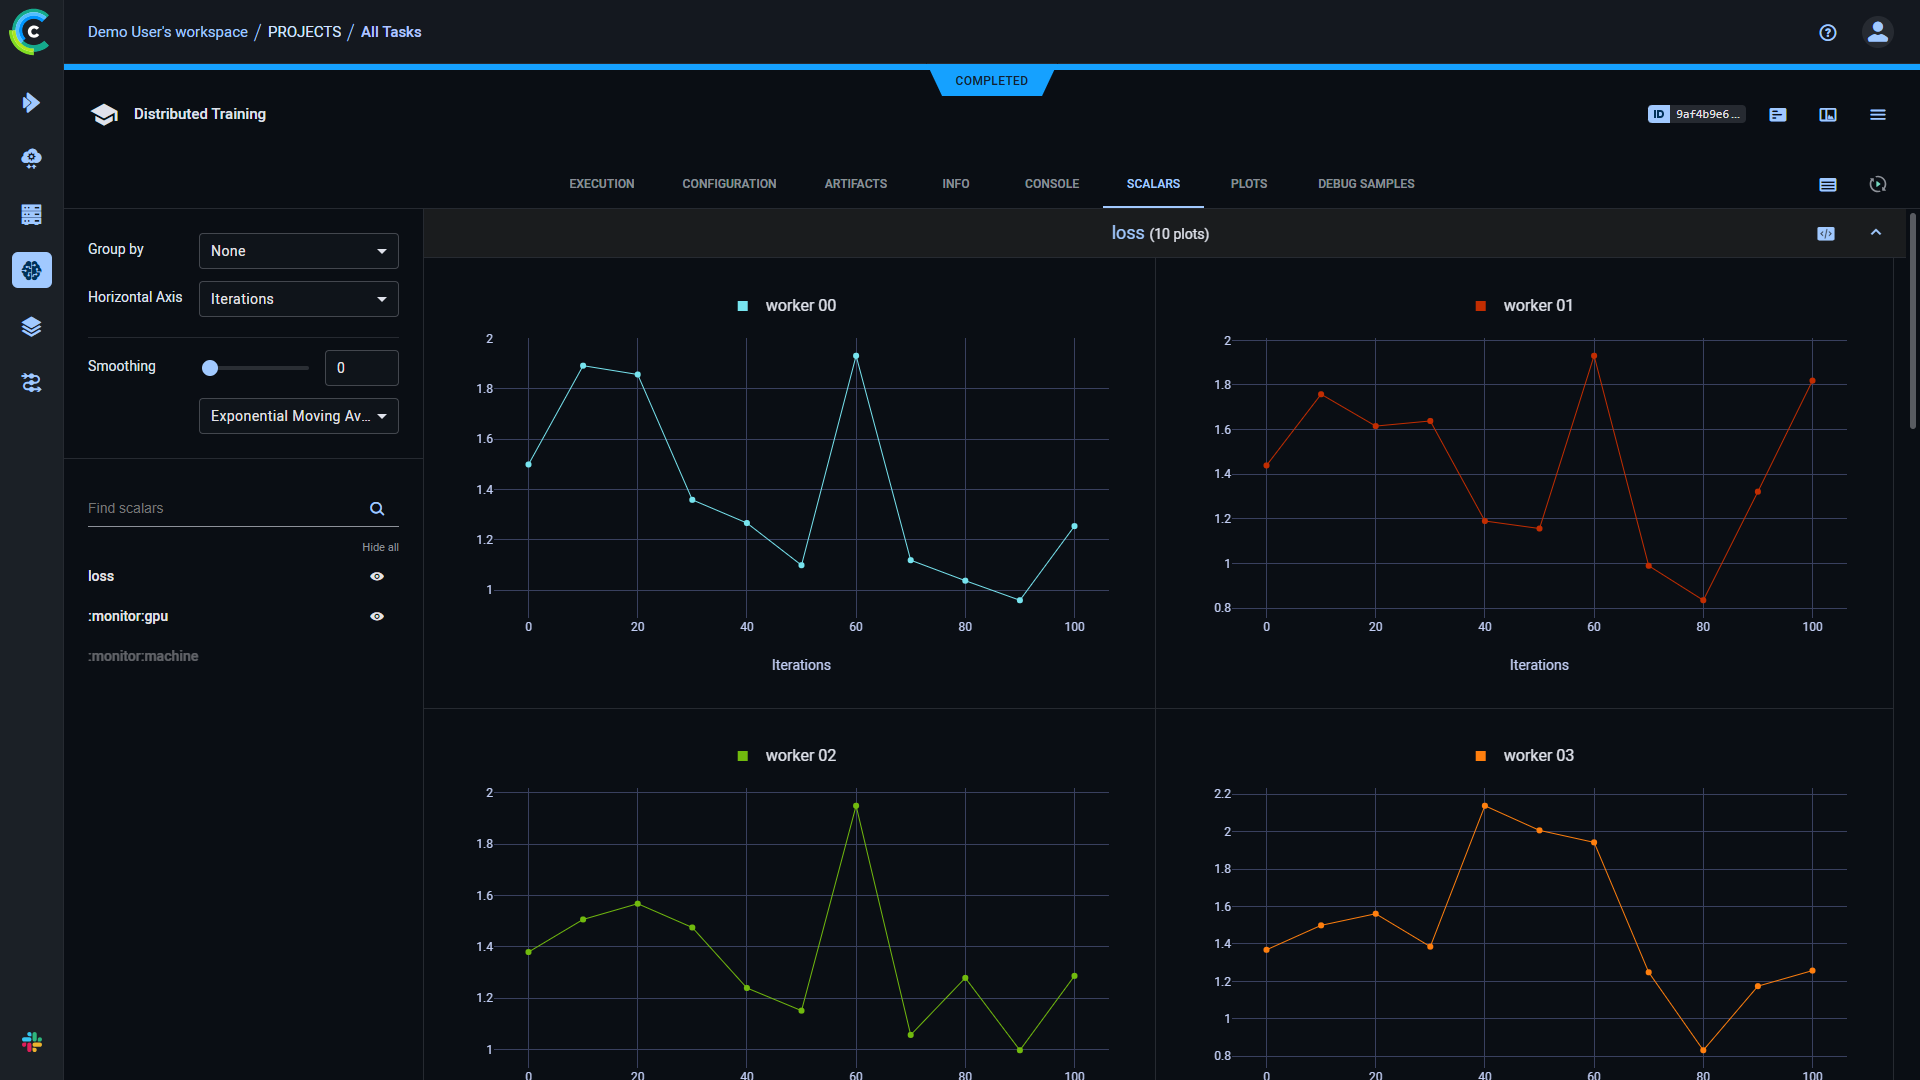 Demo User's workspace / PROJECTS / All Tasks
COMPLETED
Distributed Training
ID 9af4b9e6...
EXECUTION CONFIGURATION ARTIFACTS INFO CONSOLE SCALARS PLOTS DEBUG SAMPLES
Group by None
Horizontal Axis Iterations
Smoothing 0
Exponential Moving Av...
Find scalars
Hide all
loss
:monitor:gpu
:monitor:machine
loss (10 plots)
worker 00
2
1.8
1.6
1.4
1.2
1
0 20 40 60 80 100
Iterations
worker 01
2
1.8
1.6
1.4
1.2
1
0.8
0 20 40 60 80 100
Iterations
worker 02
2
1.8
1.6
1.4
1.2
1
0 20 40 60 80 100
worker 03
2.2
2
1.8
1.6
1.4
1.2
1
0.8
0 20 40 60 80 100